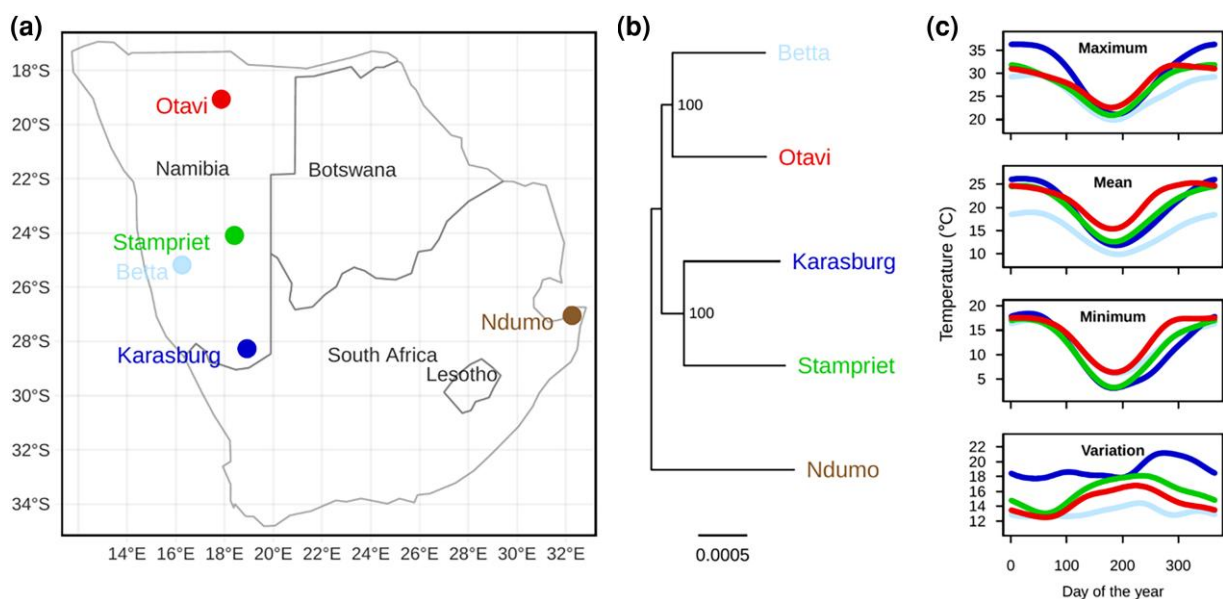 (a)
18°S
20°S
22°S
24°S
26°S
28°S
30°S
32°S
34°S
14°E 16°E 18°E 20°E 22°E 24°E 26°E 28°E 30°E 32°E
Otavi
Namibia
Botswana
Stampriet
Betta
Ndumo
Karasburg
South Africa
Lesotho
(b)
Betta
100
Otavi
Karasburg
100
Stampriet
Ndumo
0.0005
(c)
Temperature (°C)
Maximum
35
30
25
20
Mean
25
20
15
10
Minimum
20
15
10
5
Variation
22
20
18
16
14
12
0 100 200 300
Day of the year